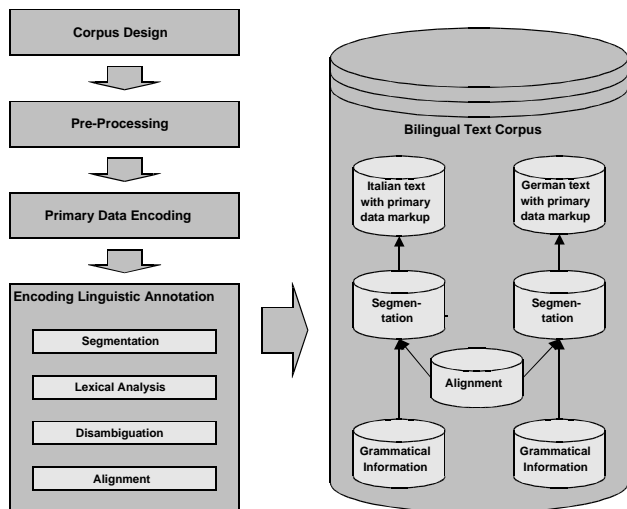 Corpus Design
Pre-Processing
Primary Data Encoding
Encoding Linguistic Annotation
Segmentation
Lexical Analysis
Disambiguation
Alignment
Bilingual Text Corpus
Italian text
with primary
data markup
German text
with primary
data markup
Segmen-
tation
Segmen-
tation
Alignment
Grammatical
Information
Grammatical
Information